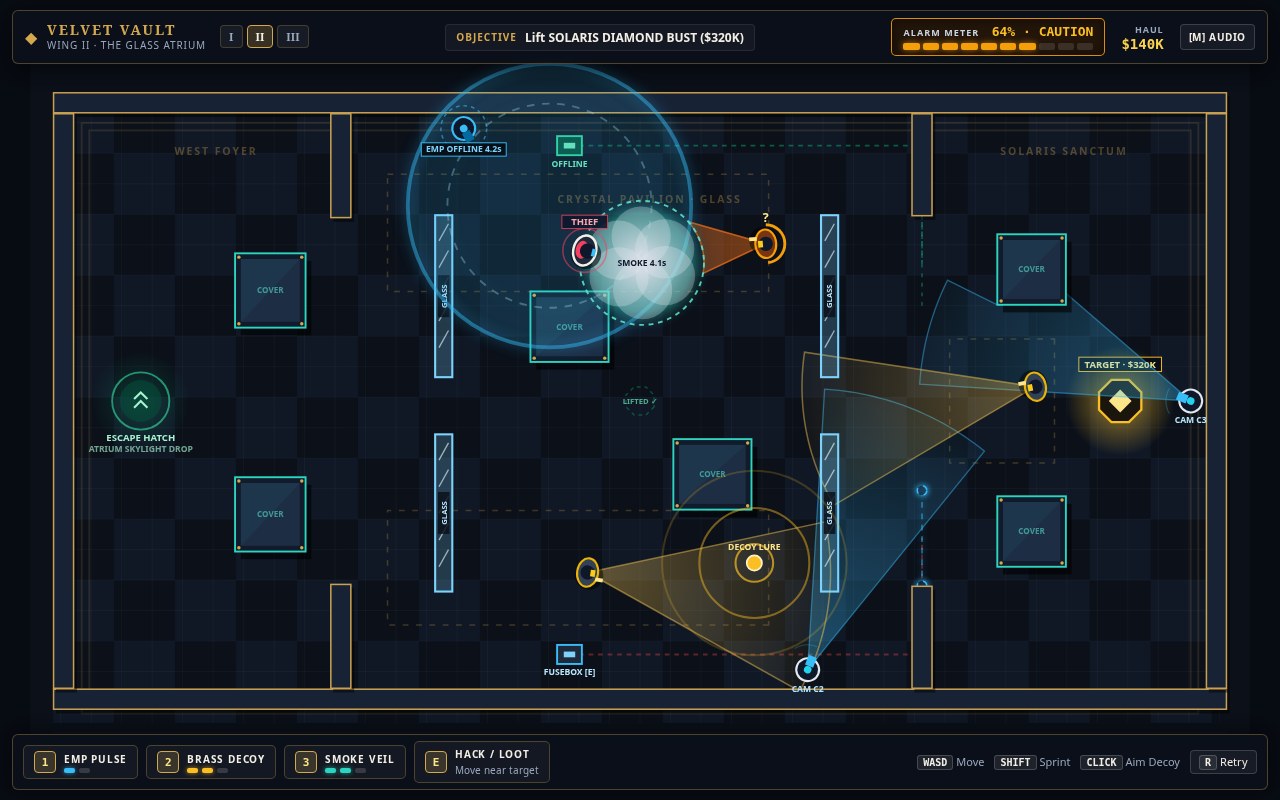 VELVET VAULT
WING II · THE GLASS ATRIUM
I
II
III
OBJECTIVE Lift SOLARIS DIAMOND BUST ($320K)
ALARM METER 64% · CAUTION
HAUL
$140K
[M] AUDIO
WEST FOYER
EMP OFFLINE 4.2s
OFFLINE
CRYSTAL PAVILION · GLASS
SOLARIS SANCTUM
THIEF
?
SMOKE 4.1s
COVER
GLASS
COVER
GLASS
COVER
TARGET · $320K
CAM C3
LIFTED ✓
ESCAPE HATCH
ATRIUM SKYLIGHT DROP
COVER
GLASS
COVER
GLASS
COVER
DECOY LURE
FUSEBOX [E]
CAM C2
1 EMP PULSE
2 BRASS DECOY
3 SMOKE VEIL
E HACK / LOOT
Move near target
WASD Move
SHIFT Sprint
CLICK Aim Decoy
R Retry